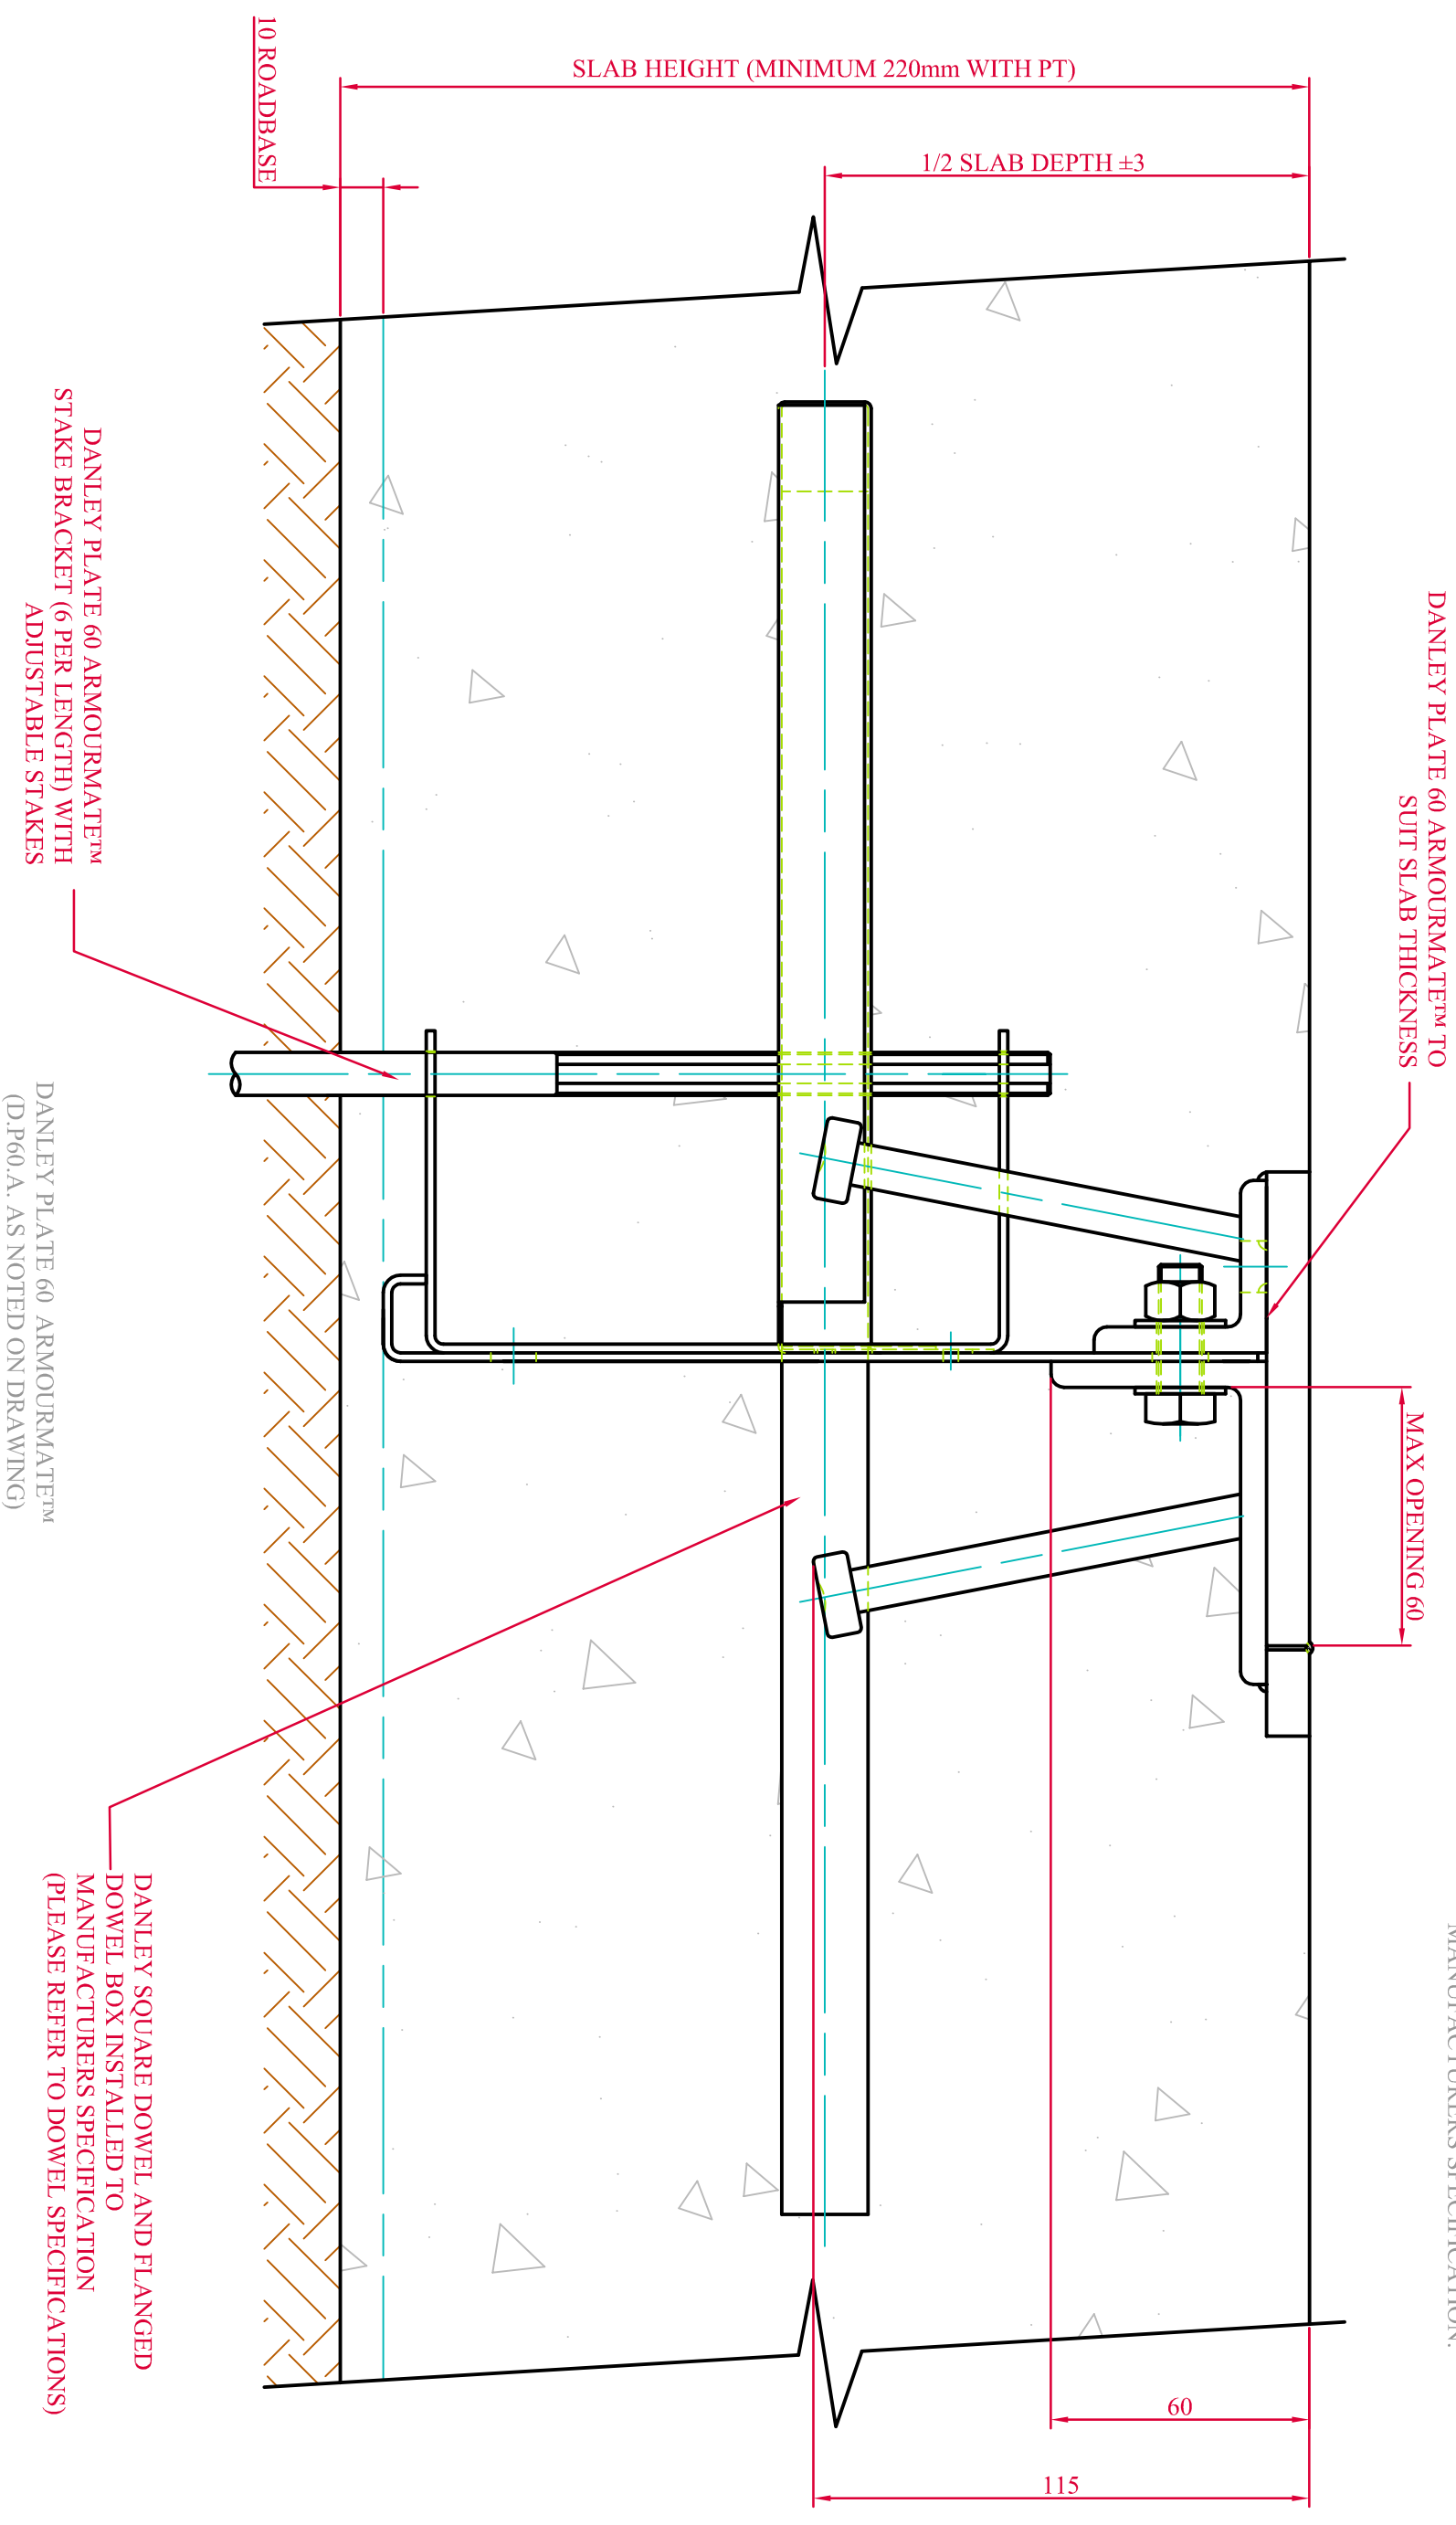 SLAB HEIGHT (MINIMUM 220mm WITH PT)
1/2 SLAB DEPTH ±3
10 ROADBASE
DANLEY PLATE 60 ARMOURMATE™ TO
SUIT SLAB THICKNESS
MAX OPENING 60
MANUFACTURERS SPECIFICATION.
60
115
DANLEY PLATE 60 ARMOURMATE™
STAKE BRACKET (6 PER LENGTH) WITH
ADJUSTABLE STAKES
DANLEY PLATE 60 ARMOURMATE™
(D.P60.A. AS NOTED ON DRAWING)
DANLEY SQUARE DOWEL AND FLANGED
DOWEL BOX INSTALLED TO
MANUFACTURERS SPECIFICATION
(PLEASE REFER TO DOWEL SPECIFICATIONS)